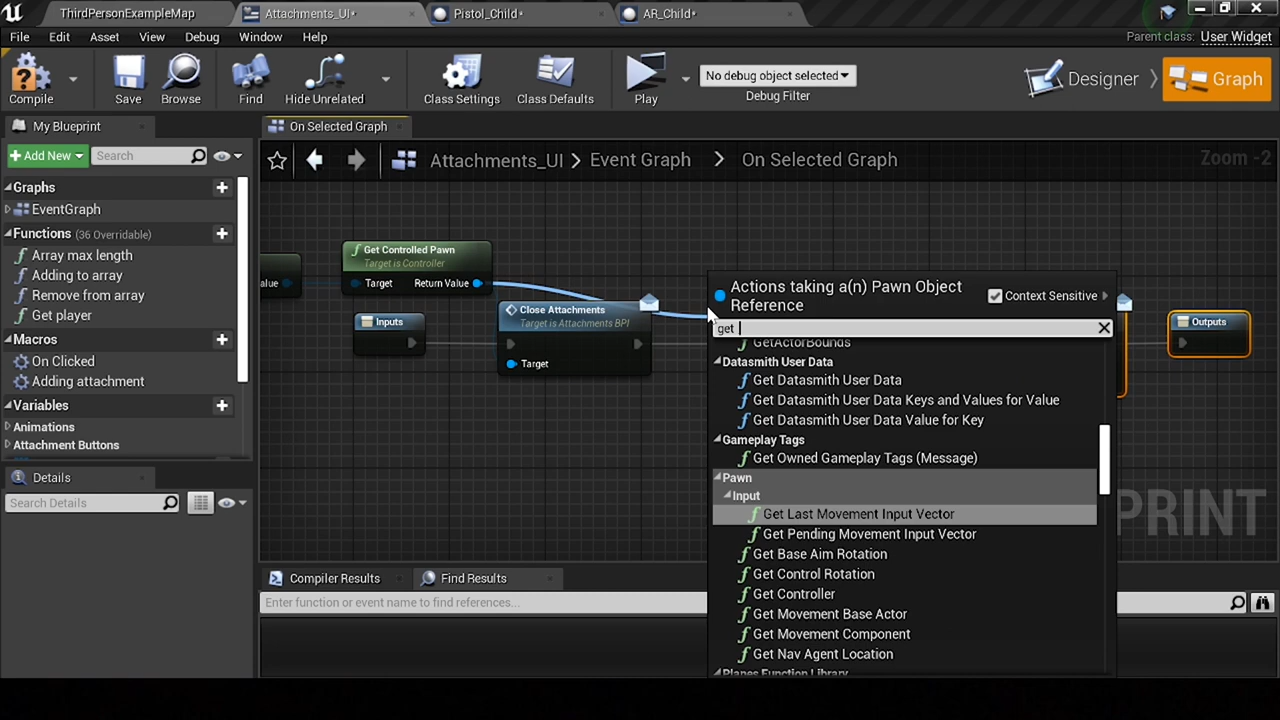 ThirdPersonExampleMap
Attachments_UI*
Pistol_Child*
AR_Child*
File Edit Asset View Debug Window Help
Parent class: User Widget
Compile
Save
Browse
Find
Hide Unrelated
Class Settings
Class Defaults
Play
No debug object selected
Debug Filter
Designer
Graph
My Blueprint
On Selected Graph
Add New
Search
Attachments_UI > Event Graph > On Selected Graph
Zoom -2
Graphs
EventGraph
Functions (36 Overridable)
Array max length
Adding to array
Remove from array
Get player
Macros
On Clicked
Adding attachment
Variables
Animations
Attachment Buttons
Details
Search Details
alue
Get Controlled Pawn
Target is Controller
Target
Return Value
Inputs
Close Attachments
Target is Attachments BPI
Target
Outputs
Actions taking a(n) Pawn Object
Reference
Context Sensitive
get
GetActorBounds
Datasmith User Data
Get Datasmith User Data
Get Datasmith User Data Keys and Values for Value
Get Datasmith User Data Value for Key
Gameplay Tags
Get Owned Gameplay Tags (Message)
Pawn
Input
Get Last Movement Input Vector
Get Pending Movement Input Vector
Get Base Aim Rotation
Get Control Rotation
Get Controller
Get Movement Base Actor
Get Movement Component
Get Nav Agent Location
Planes Function Library
PRINT
Compiler Results
Find Results
Enter function or event name to find references...